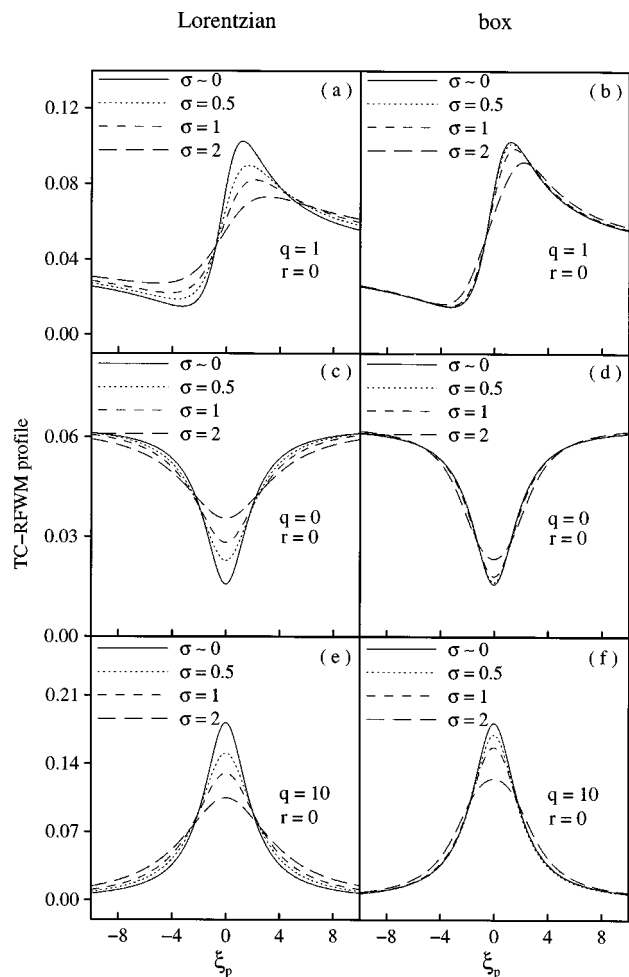 Lorentzian box
σ ~ 0
σ = 0.5
σ = 1
σ = 2
( a )
q = 1
r = 0
0.12
0.08
0.04
0.00
σ ~ 0
σ = 0.5
σ = 1
σ = 2
( b )
q = 1
r = 0
σ ~ 0
σ = 0.5
σ = 1
σ = 2
( c )
q = 0
r = 0
0.06
0.03
0.00
σ ~ 0
σ = 0.5
σ = 1
σ = 2
( d )
q = 0
r = 0
TC−RFWM profile
σ ~ 0
σ = 0.5
σ = 1
σ = 2
( e )
q = 10
r = 0
0.21
0.14
0.07
0.00
σ ~ 0
σ = 0.5
σ = 1
σ = 2
( f )
q = 10
r = 0
−8 −4 0 4 −8 −4 0 4 8
ξp ξp